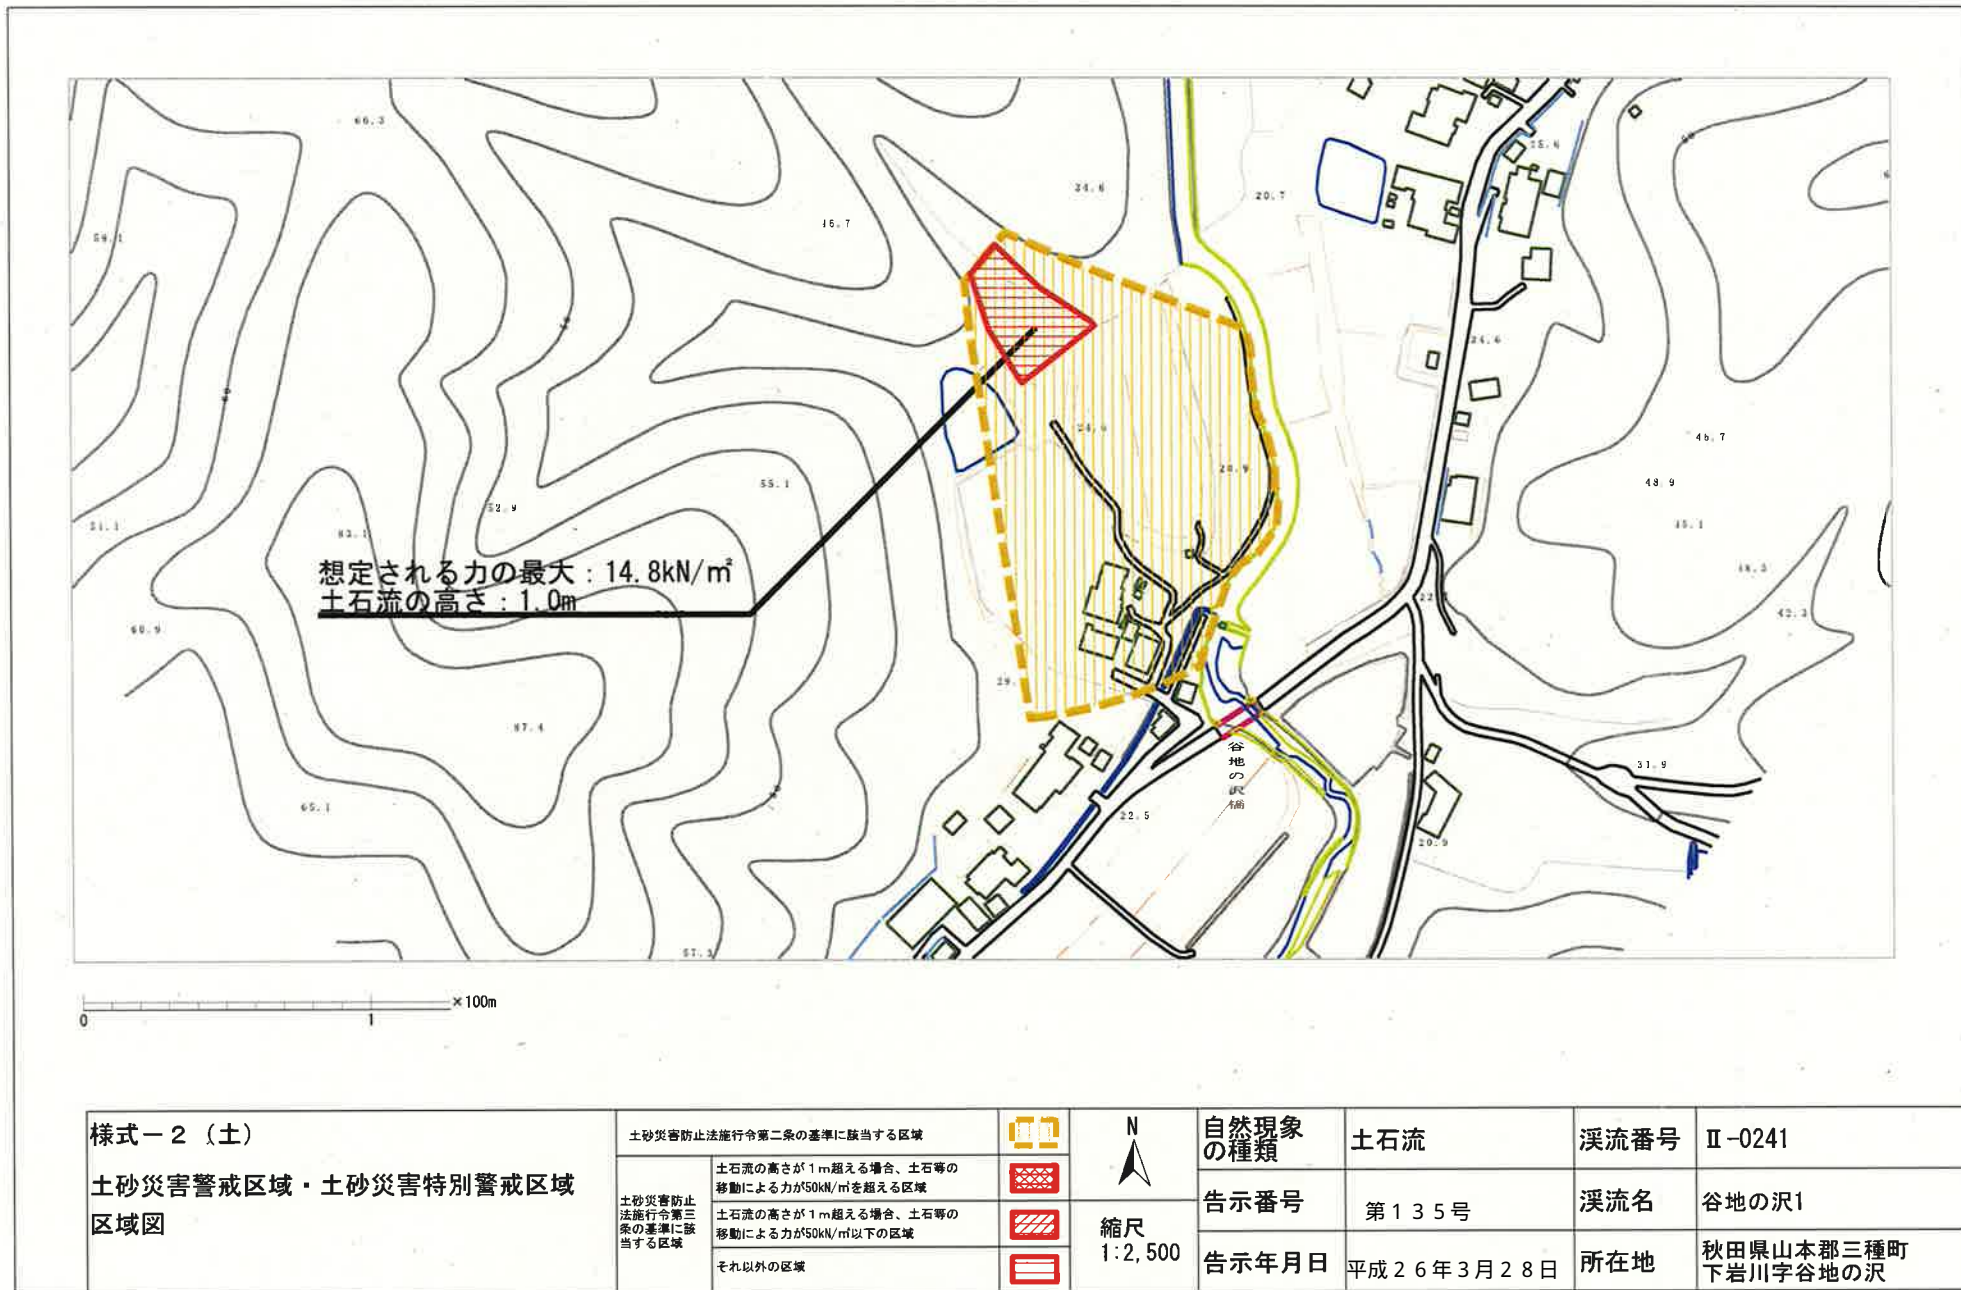 66.3
59.1
46.7
34.6
20.7
25.6
24.6
46.7
48.9
45.1
42.3
55.1
52.9
51.1
63.1
24.6
20.9
想定される力の最大：14.8kN/㎡
土石流の高さ：1.0m
60.9
67.4
65.1
57.3
29.
22.5
31.9
20.9
谷地の沢橋
0
1
×100m
様式－２（土）
土砂災害警戒区域・土砂災害特別警戒区域
区域図
土砂災害防止法施行令第二条の基準に該当する区域
土砂災害防止
法施行令第三
条の基準に該
当する区域
土石流の高さが１ｍ超える場合、土石等の
移動による力が50kN/㎡を超える区域
土石流の高さが１ｍ超える場合、土石等の
移動による力が50kN/㎡以下の区域
それ以外の区域
N
縮尺
1:2,500
自然現象
の種類
土石流
渓流番号
Ⅱ-0241
告示番号
第１３５号
渓流名
谷地の沢1
告示年月日
平成２６年３月２８日
所在地
秋田県山本郡三種町
下岩川字谷地の沢